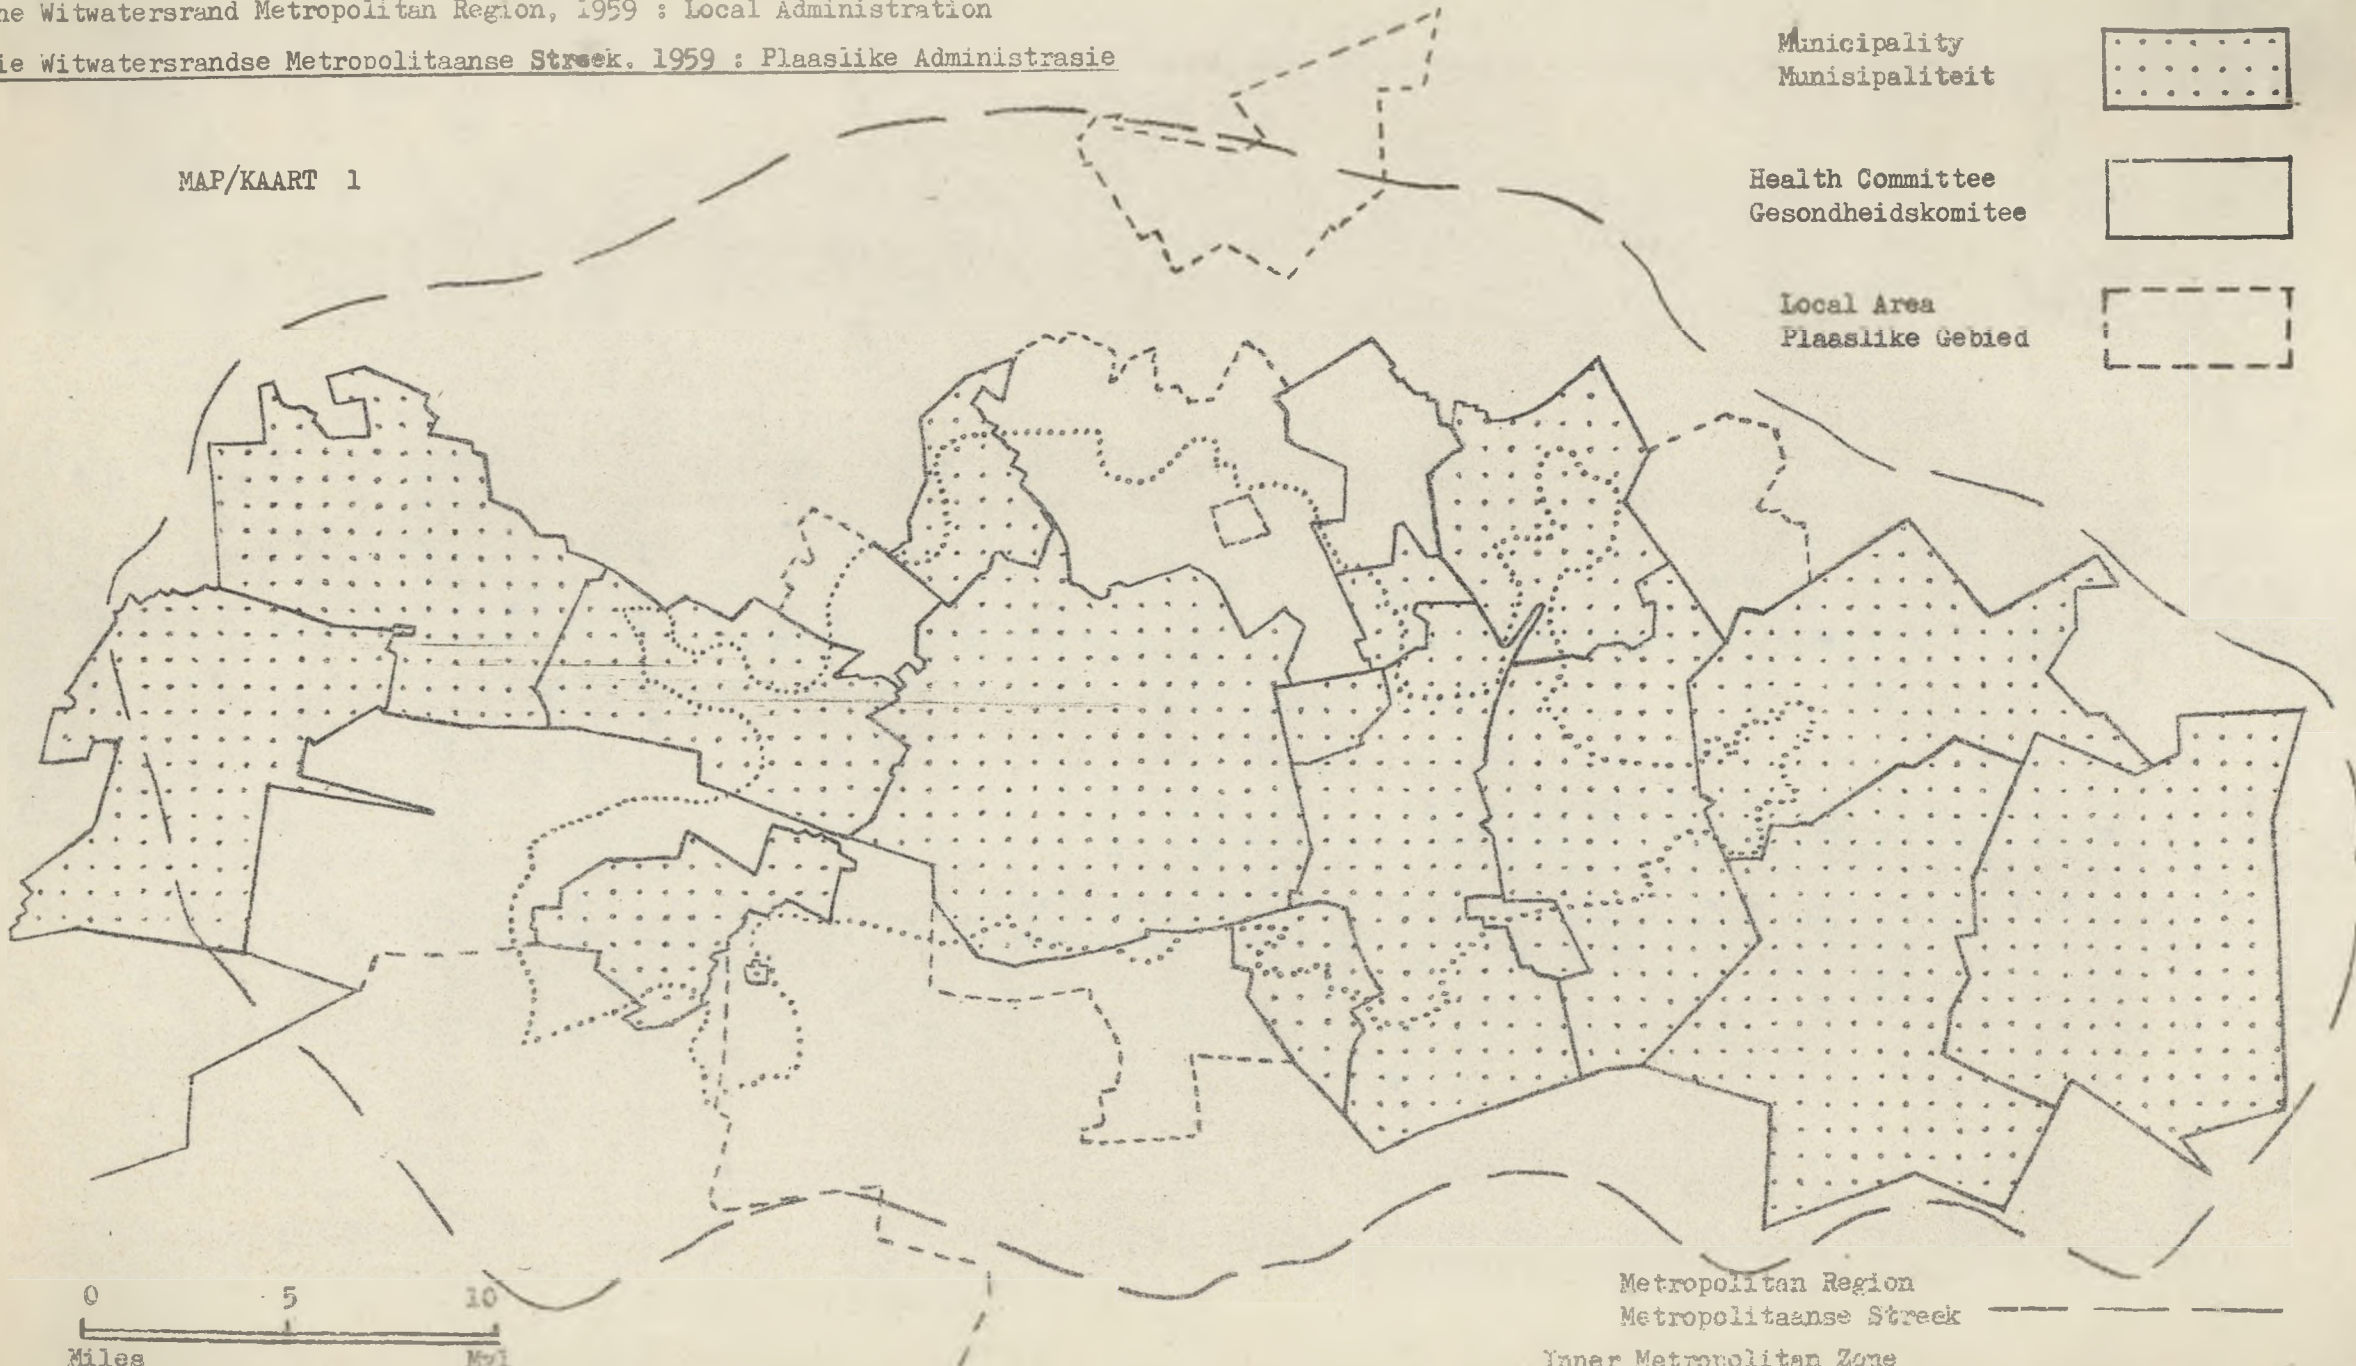 he Witwatersrand Metropolitan Region, 1959 : Local Administration
ie Witwatersrandse Metropolitaanse Streek. 1959 : Plaaslike Administrasie
MAP/KAART 1
Municipality
Munisipaliteit
Health Committee
Gesondheidskomitee
Local Area
Plaaslike Gebied
0 5 10
Miles Myl
Metropolitan Region
Metropolitaanse Streek
Inner Metropolitan Zone